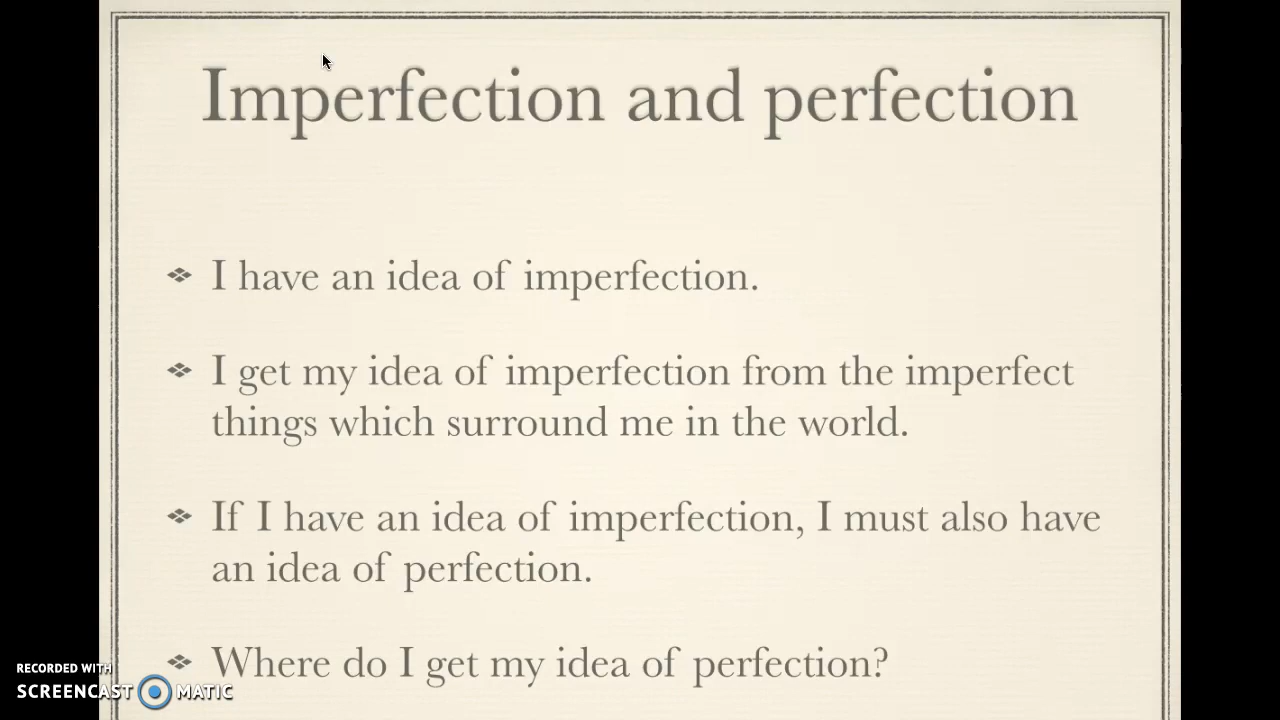 Imperfection and perfection
I have an idea of imperfection.
I get my idea of imperfection from the imperfect
things which surround me in the world.
If I have an idea of imperfection, I must also have
an idea of perfection.
Where do I get my idea of perfection?
RECORDED WITH
SCREENCAST MATIC